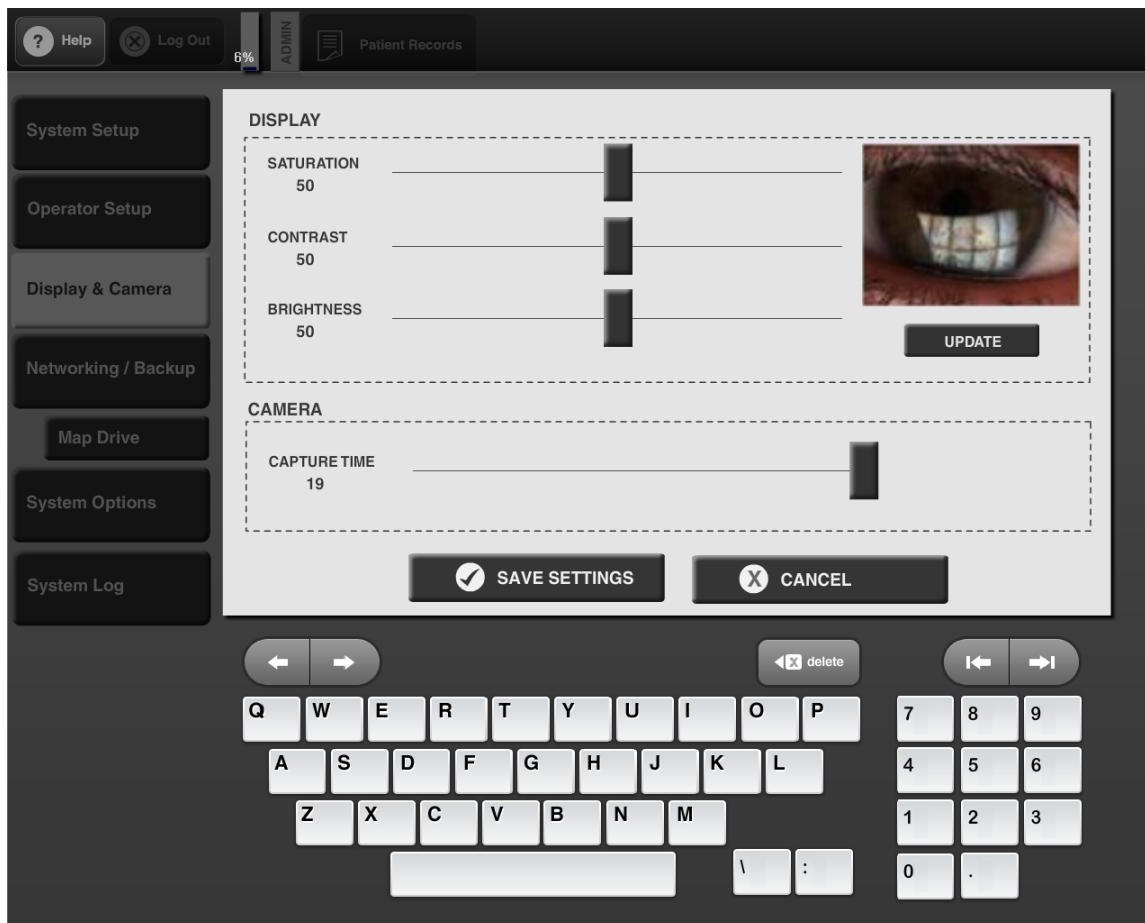 ? Help
Log Out
6%
ADMIN
Patient Records
System Setup
Operator Setup
Display & Camera
Networking / Backup
Map Drive
System Options
System Log
DISPLAY
SATURATION
50
CONTRAST
50
BRIGHTNESS
50
UPDATE
CAMERA
CAPTURE TIME
19
SAVE SETTINGS
X CANCEL
X delete
Q W E R T Y U I O P
A S D F G H J K L
Z X C V B N M
\ :
7 8 9
4 5 6
1 2 3
0 .